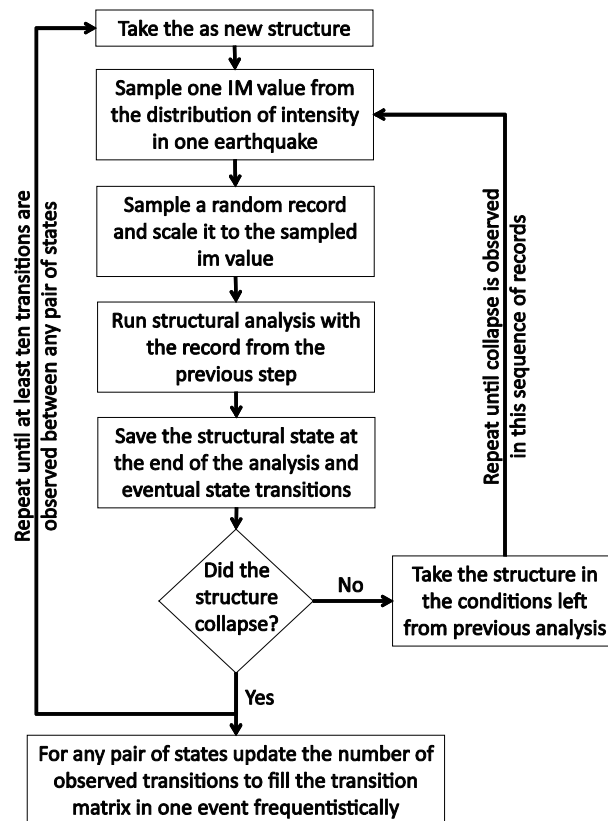 Take the as new structure
Sample one IM value from
the distribution of intensity
in one earthquake
Sample a random record
and scale it to the sampled
im value
Run structural analysis with
the record from the
previous step
Save the structural state at
the end of the analysis and
eventual state transitions
Did the
structure
collapse?
No
Take the structure in
the conditions left
from previous analysis
Repeat until collapse is observed
in this sequence of records
Yes
Repeat until at least ten transitions are
observed between any pair of states
For any pair of states update the number of
observed transitions to fill the transition
matrix in one event frequentistically